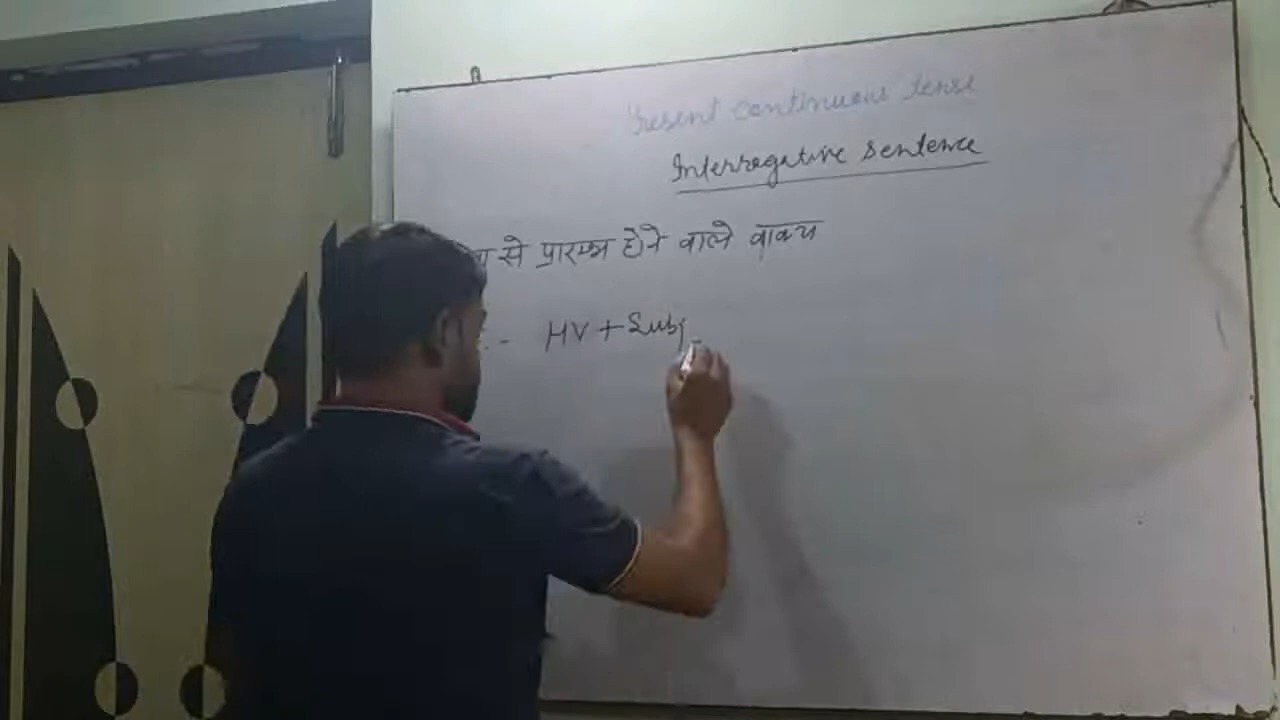 Present continuous tense
Interrogative Sentence
से प्रारम्भ होने वाले वाक्य
:- HV + Subj